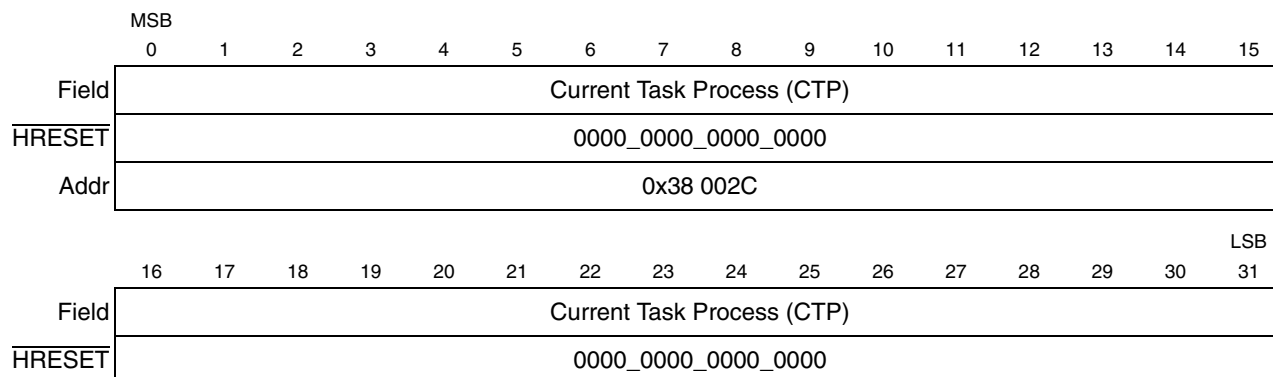 MSB
0 1 2 3 4 5 6 7 8 9 10 11 12 13 14 15
Field Current Task Process (CTP)
HRESET 0000_0000_0000_0000
Addr 0x38 002C
LSB
16 17 18 19 20 21 22 23 24 25 26 27 28 29 30 31
Field Current Task Process (CTP)
HRESET 0000_0000_0000_0000